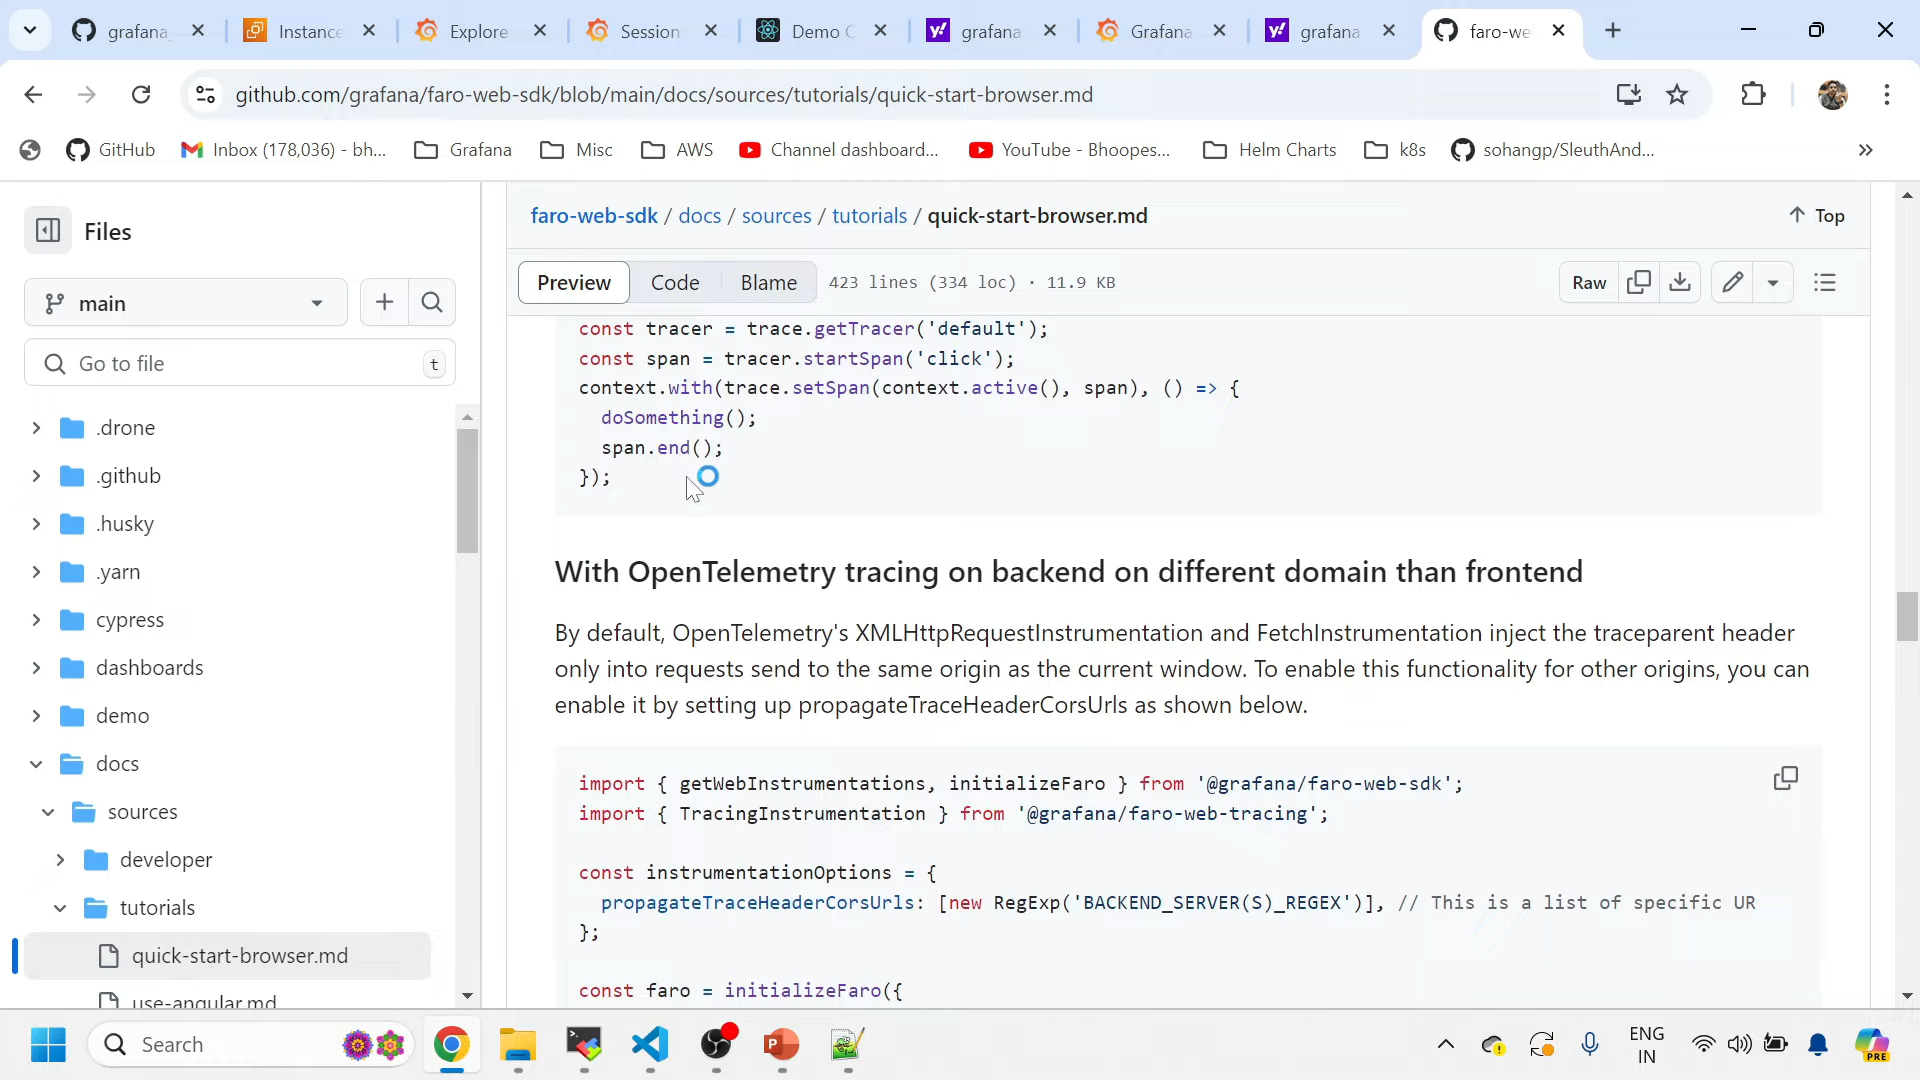 grafana
Instance
Explore
Session
Demo C
grafana
Grafana
grafana
faro-we
github.com/grafana/faro-web-sdk/blob/main/docs/sources/tutorials/quick-start-browser.md
GitHub
Inbox (178,036) - bh...
Grafana
Misc
AWS
Channel dashboard...
YouTube - Bhoopes...
Helm Charts
k8s
sohangp/SleuthAnd...
»
Files
main
Go to file
t
.drone
.github
.husky
.yarn
cypress
dashboards
demo
docs
sources
developer
tutorials
quick-start-browser.md
use-angular.md
faro-web-sdk / docs / sources / tutorials / quick-start-browser.md
Top
Preview
Code
Blame
423 lines (334 loc) · 11.9 KB
Raw
const tracer = trace.getTracer('default');
const span = tracer.startSpan('click');
context.with(trace.setSpan(context.active(), span), () => {
doSomething();
span.end();
});
With OpenTelemetry tracing on backend on different domain than frontend
By default, OpenTelemetry's XMLHttpRequestInstrumentation and FetchInstrumentation inject the traceparent header
only into requests send to the same origin as the current window. To enable this functionality for other origins, you can
enable it by setting up propagateTraceHeaderCorsUrls as shown below.
import { getWebInstrumentations, initializeFaro } from '@grafana/faro-web-sdk';
import { TracingInstrumentation } from '@grafana/faro-web-tracing';
const instrumentationOptions = {
propagateTraceHeaderCorsUrls: [new RegExp('BACKEND_SERVER(S)_REGEX')], // This is a list of specific UR
};
const faro = initializeFaro({
Search
ENG
IN
PRE